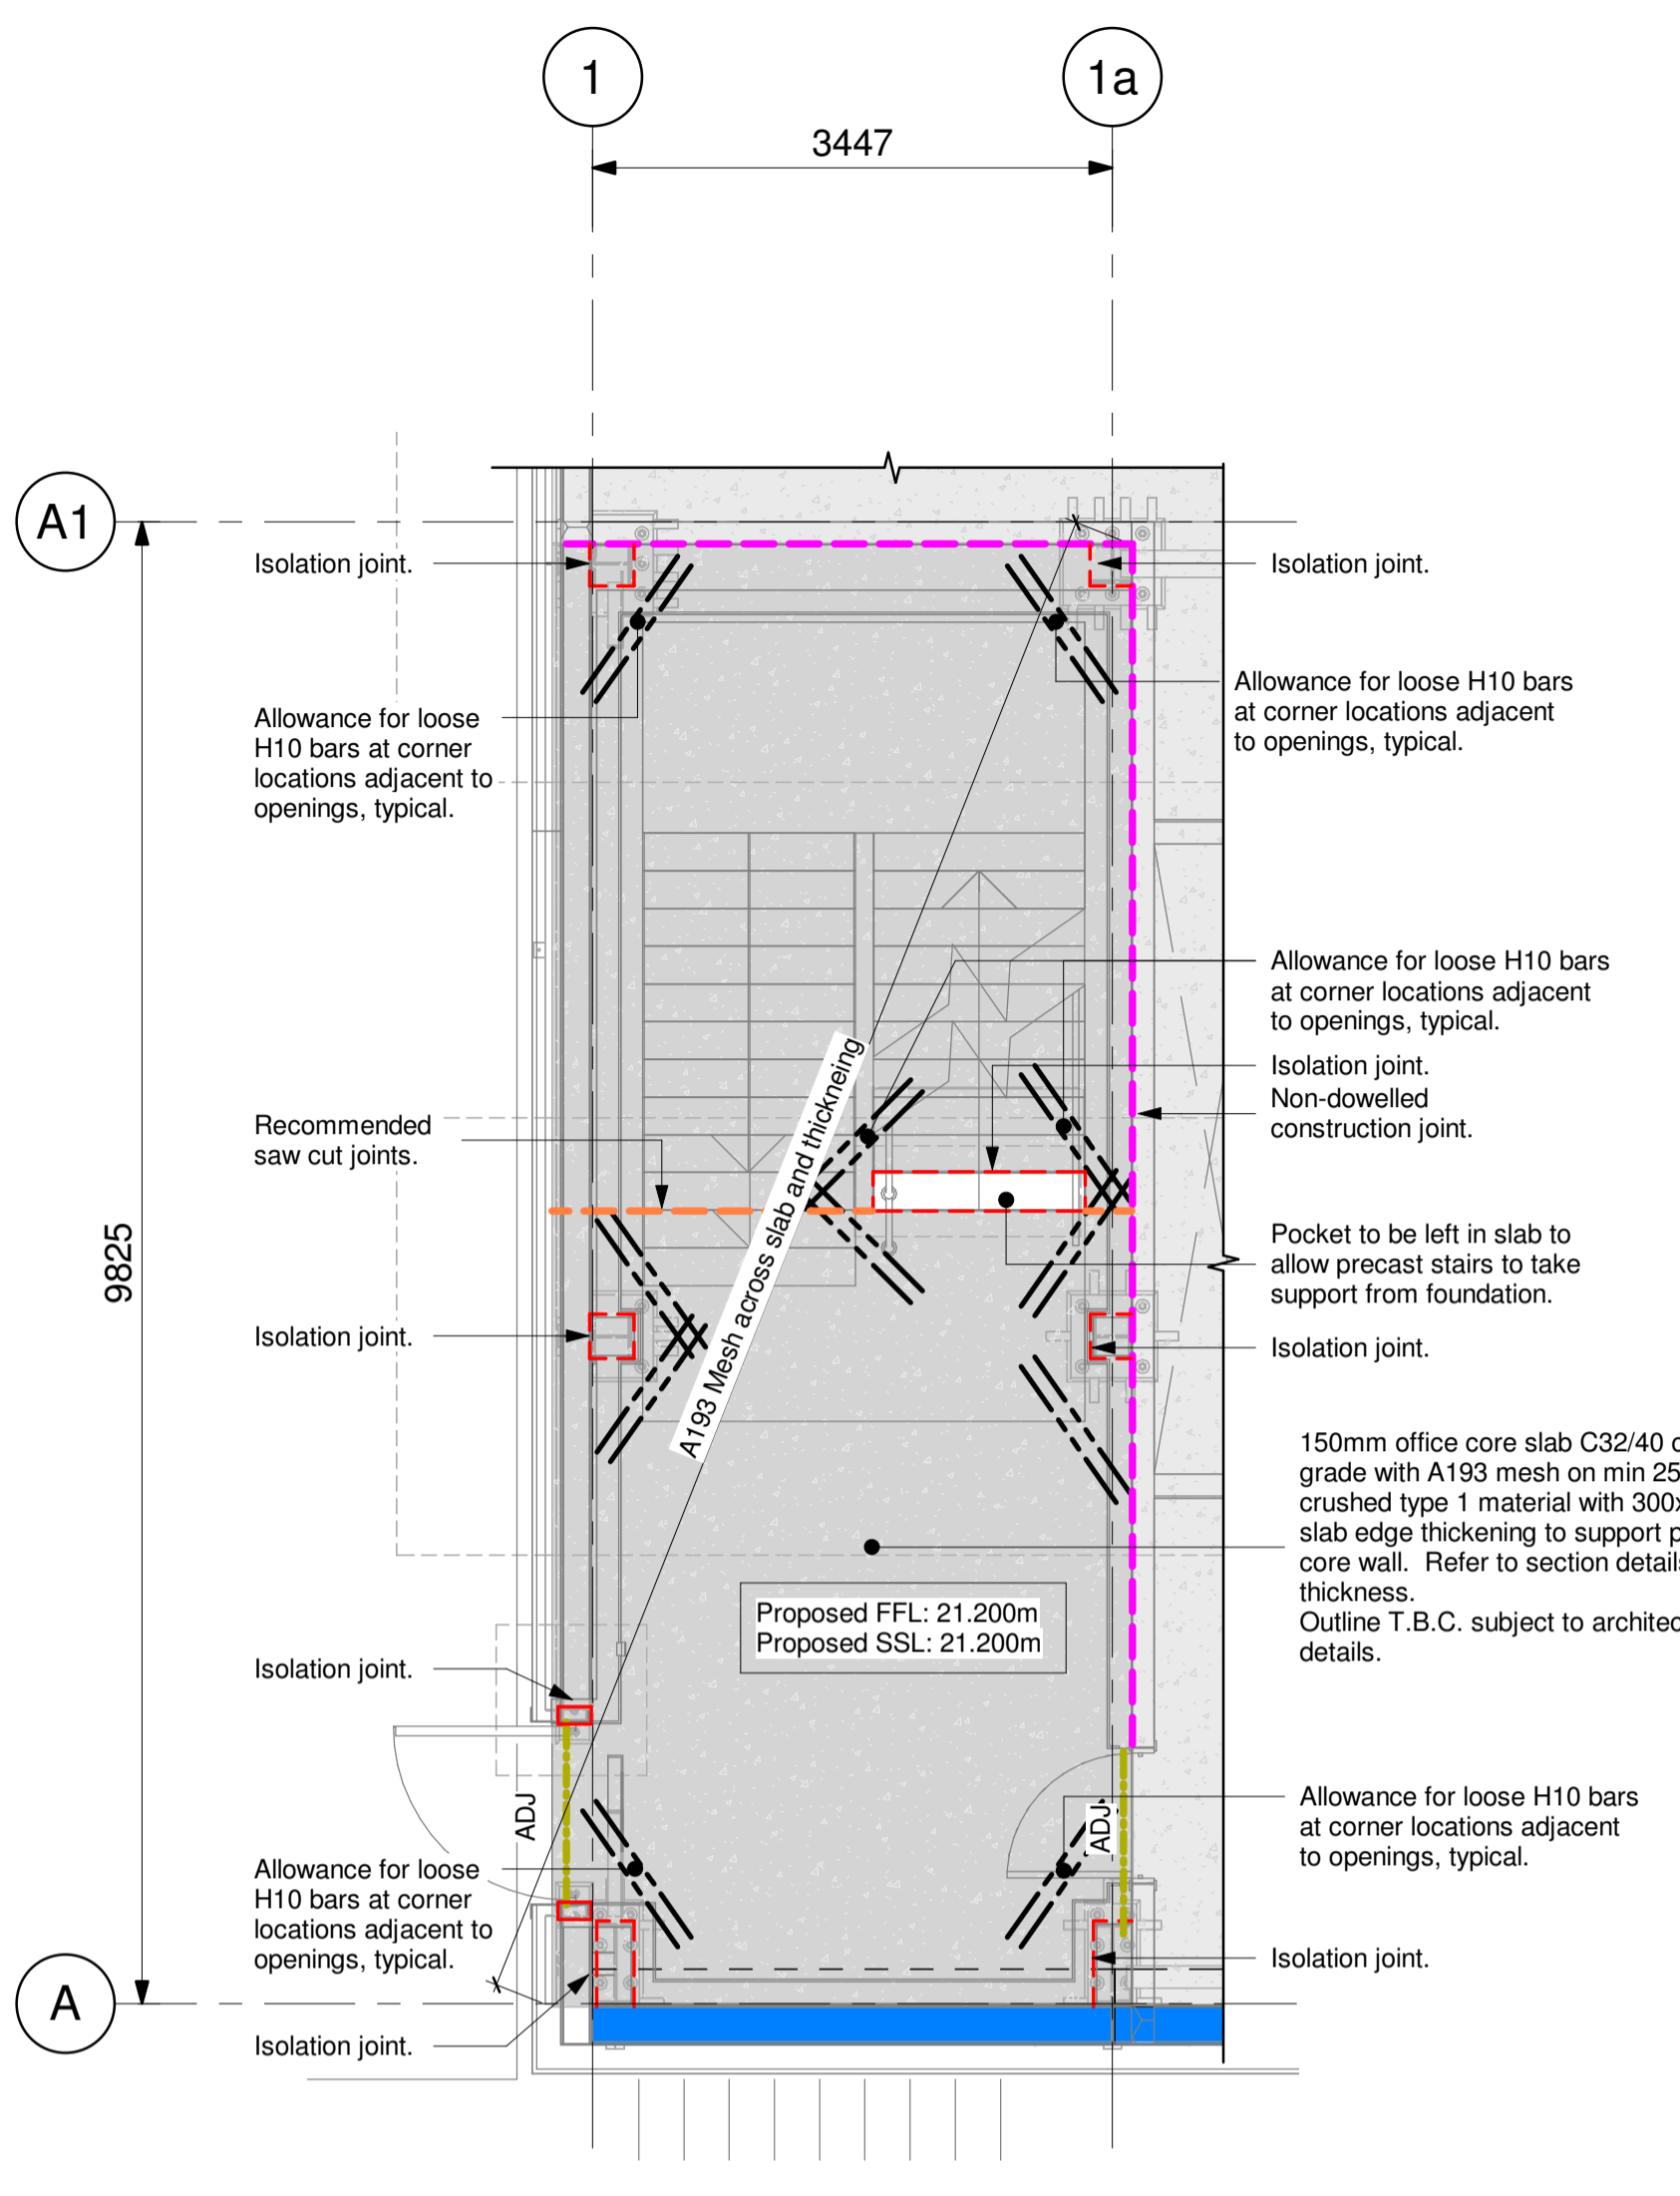 1
1a
3447
A1
Isolation joint.
Isolation joint.
Allowance for loose H10 bars
at corner locations adjacent
to openings, typical.
Allowance for loose
H10 bars at corner
locations adjacent to
openings, typical.
Allowance for loose H10 bars
at corner locations adjacent
to openings, typical.
Isolation joint.
Non-dowelled
construction joint.
Recommended
saw cut joints.
A193 Mesh across slab and thickneing
9825
Pocket to be left in slab to
allow precast stairs to take
support from foundation.
Isolation joint.
Isolation joint.
150mm office core slab C32/40
grade with A193 mesh on min 25
crushed type 1 material with 300x
slab edge thickening to support p
core wall. Refer to section details
thickness.
Outline T.B.C. subject to architec
details.
Proposed FFL: 21.200m
Proposed SSL: 21.200m
Isolation joint.
ADJ
ADJ
Allowance for loose H10 bars
at corner locations adjacent
to openings, typical.
Allowance for loose
H10 bars at corner
locations adjacent to
openings, typical.
Isolation joint.
A
Isolation joint.